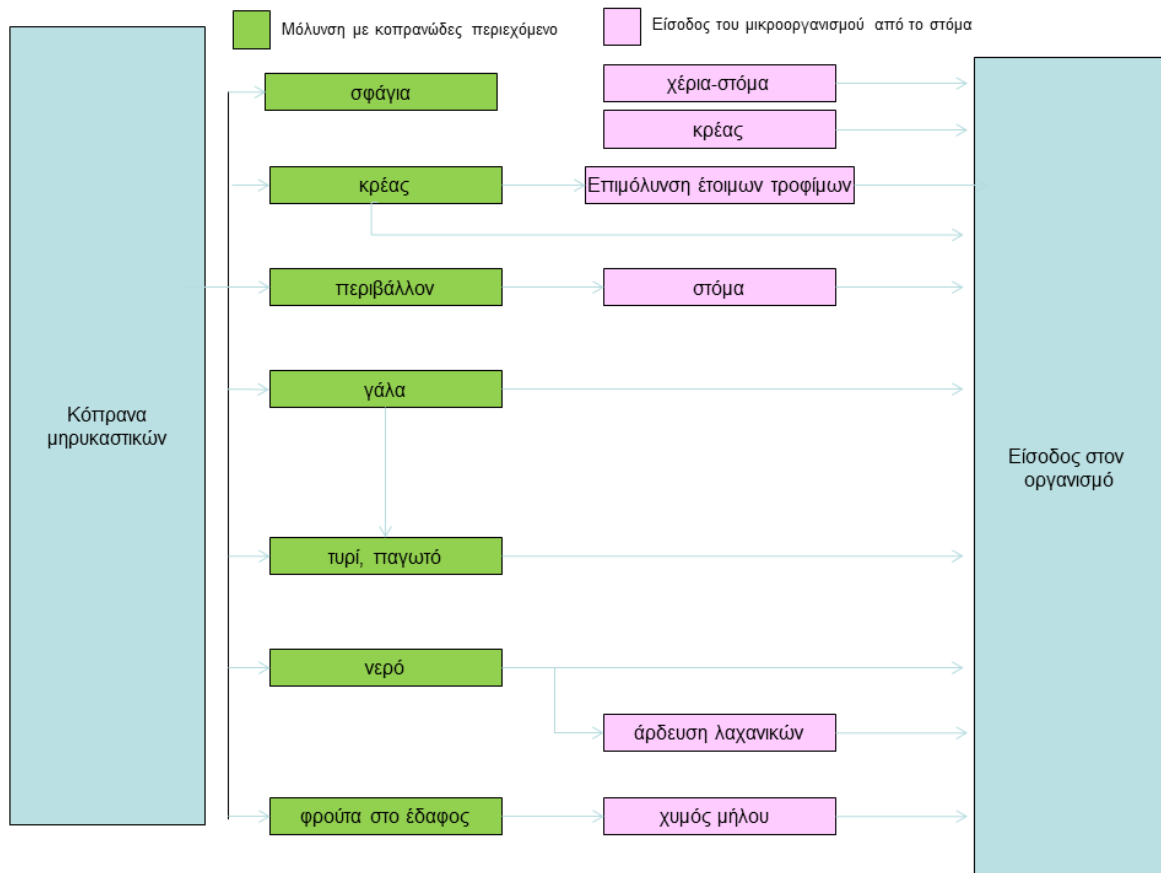 Μόλυνση με κοπρανώδες περιεχόμενο
Είσοδος του μικροοργανισμού από το στόμα
σφάγια
χέρια-στόμα
κρέας
κρέας
Επιμόλυνση έτοιμων τροφίμων
περιβάλλον
στόμα
γάλα
Κόπρανα
μηρυκαστικών
Είσοδος στον
οργανισμό
τυρί, παγωτό
νερό
άρδευση λαχανικών
φρούτα στο έδαφος
χυμός μήλου